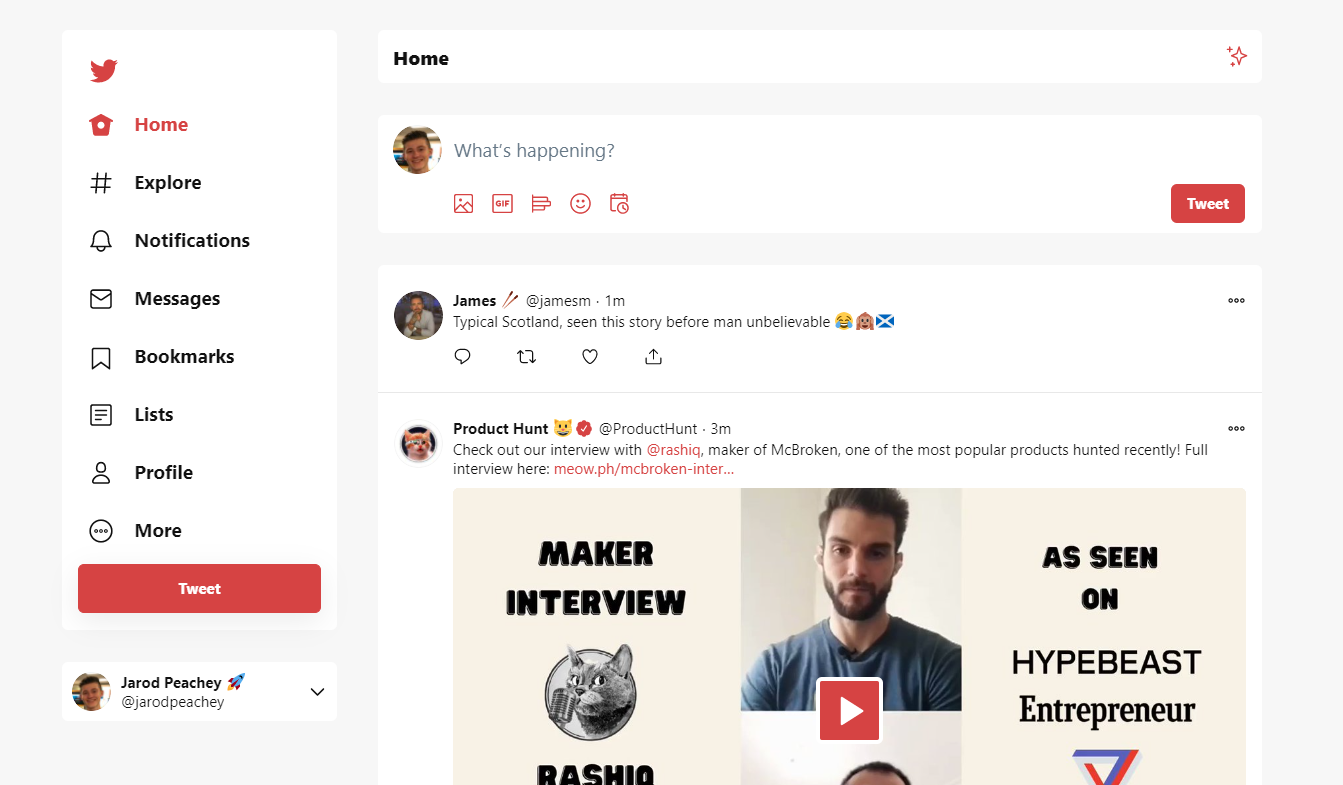 Home
Explore
Notifications
Messages
Bookmarks
Lists
Profile
More
Tweet
Jarod Peachey 🚀
@jarodpeachey
Home
What's happening?
GIF
Tweet
James 🥢 @jamesm · 1m
Typical Scotland, seen this story before man unbelievable 😂🙉🏴󠁧󠁢󠁳󠁣󠁴󠁿
Product Hunt 😺 @ProductHunt · 3m
Check out our interview with @rashiq, maker of McBroken, one of the most popular products hunted recently! Full
interview here: meow.ph/mcbroken-inter...
MAKER
INTERVIEW
RASHIQ
AS SEEN
ON
HYPEBEAST
Entrepreneur